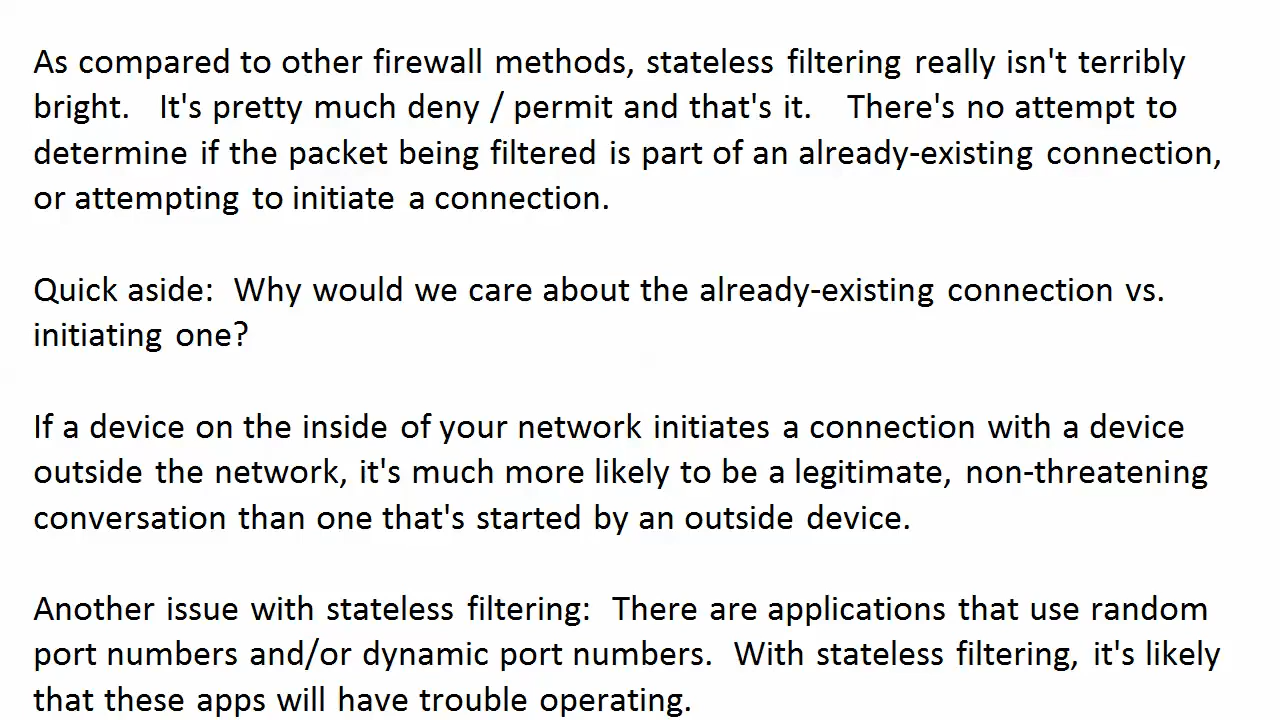 As compared to other firewall methods, stateless filtering really isn't terribly
bright.   It's pretty much deny / permit and that's it.    There's no attempt to
determine if the packet being filtered is part of an already-existing connection,
or attempting to initiate a connection.
Quick aside:  Why would we care about the already-existing connection vs.
initiating one?
If a device on the inside of your network initiates a connection with a device
outside the network, it's much more likely to be a legitimate, non-threatening
conversation than one that's started by an outside device.
Another issue with stateless filtering:  There are applications that use random
port numbers and/or dynamic port numbers.  With stateless filtering, it's likely
that these apps will have trouble operating.